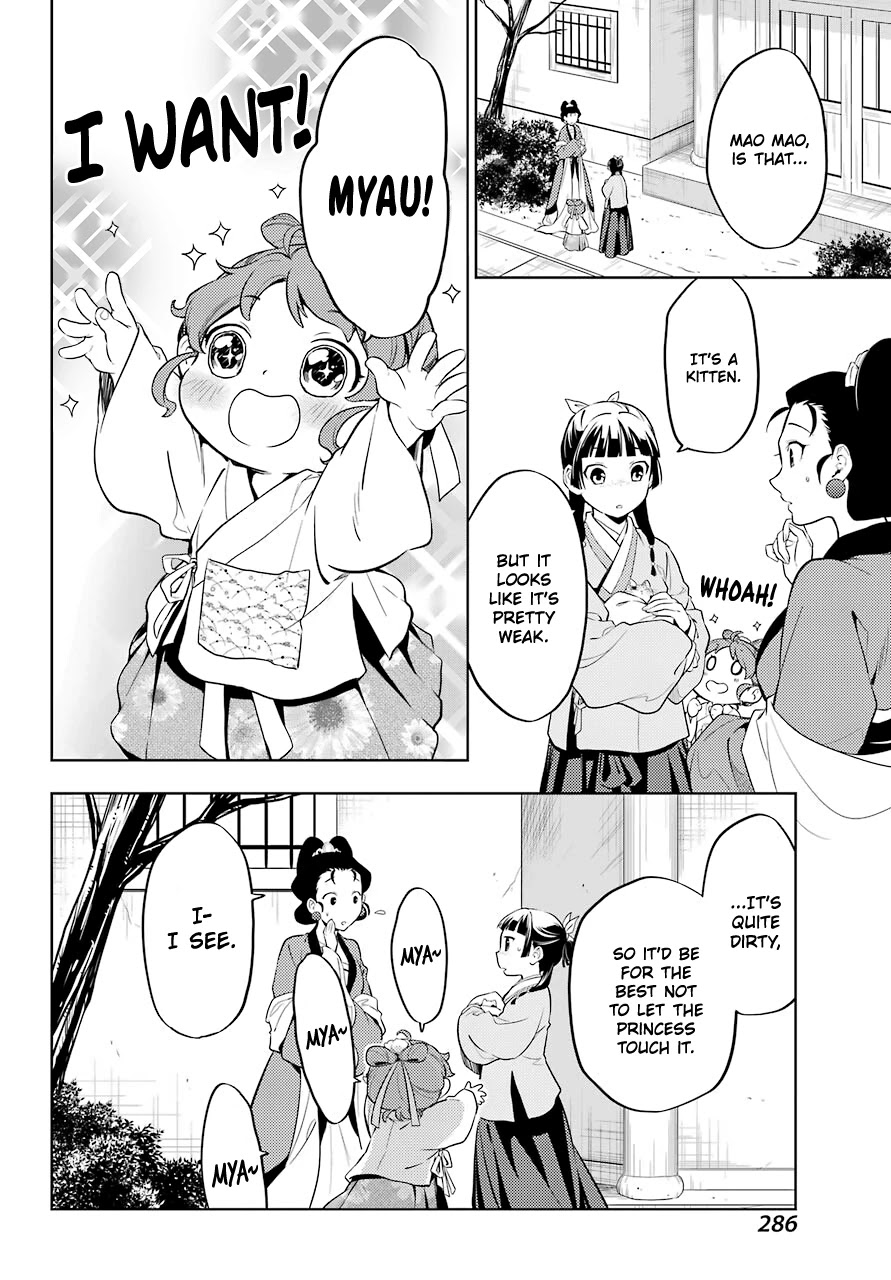 MAO MAO,
IS THAT...
IT'S A
KITTEN.
BUT IT
LOOKS
LIKE IT'S
PRETTY
WEAK.
WHOAH!
MYAU!
I WANT!
...IT'S
QUITE
DIRTY,
SO IT'D BE
FOR THE
BEST NOT
TO LET THE
PRINCESS
TOUCH IT.
MYA~
MYA~
MYA~
I-
I SEE.
286